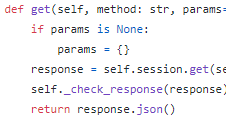 def get(self, method: str, params=
if params is None:
params = {}
response = self.session.get(se
self._check_response(response)
return response.json()